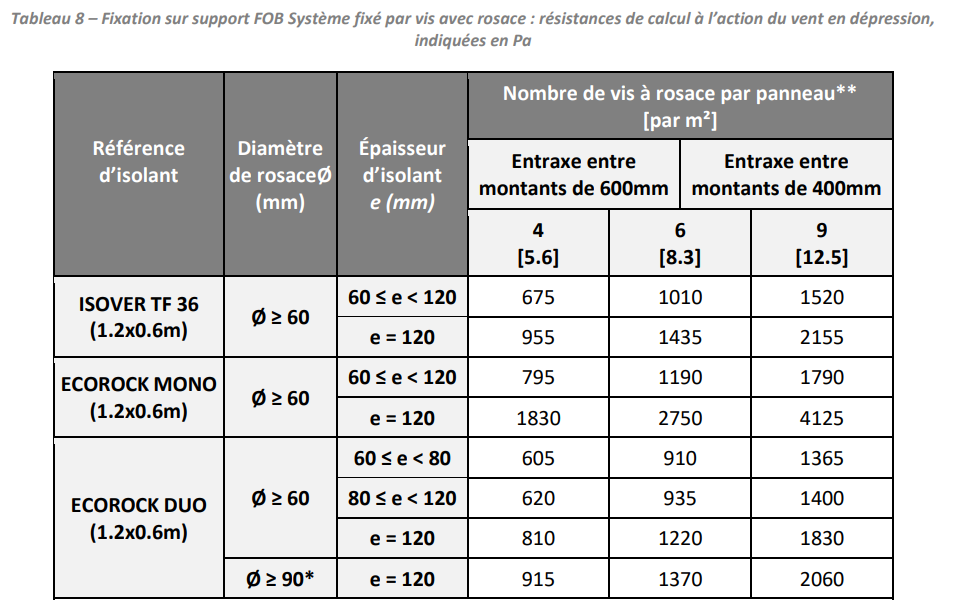 Tableau 8 – Fixation sur support FOB Système fixé par vis avec rosace : résistances de calcul à l’action du vent en dépression,
indiquées en Pa
Référence
d’isolant
Diamètre
de rosaceØ
(mm)
Épaisseur
d’isolant
e (mm)
Nombre de vis à rosace par panneau**
[par m²]
Entraxe entre
montants de 600mm
Entraxe entre
montants de 400mm
4
[5.6]
6
[8.3]
9
[12.5]
ISOVER TF 36
(1.2x0.6m)
Ø ≥ 60
60 ≤ e < 120
675
1010
1520
e = 120
955
1435
2155
ECOROCK MONO
(1.2x0.6m)
Ø ≥ 60
60 ≤ e < 120
795
1190
1790
e = 120
1830
2750
4125
ECOROCK DUO
(1.2x0.6m)
Ø ≥ 60
60 ≤ e < 80
605
910
1365
80 ≤ e < 120
620
935
1400
e = 120
810
1220
1830
Ø ≥ 90*
e = 120
915
1370
2060